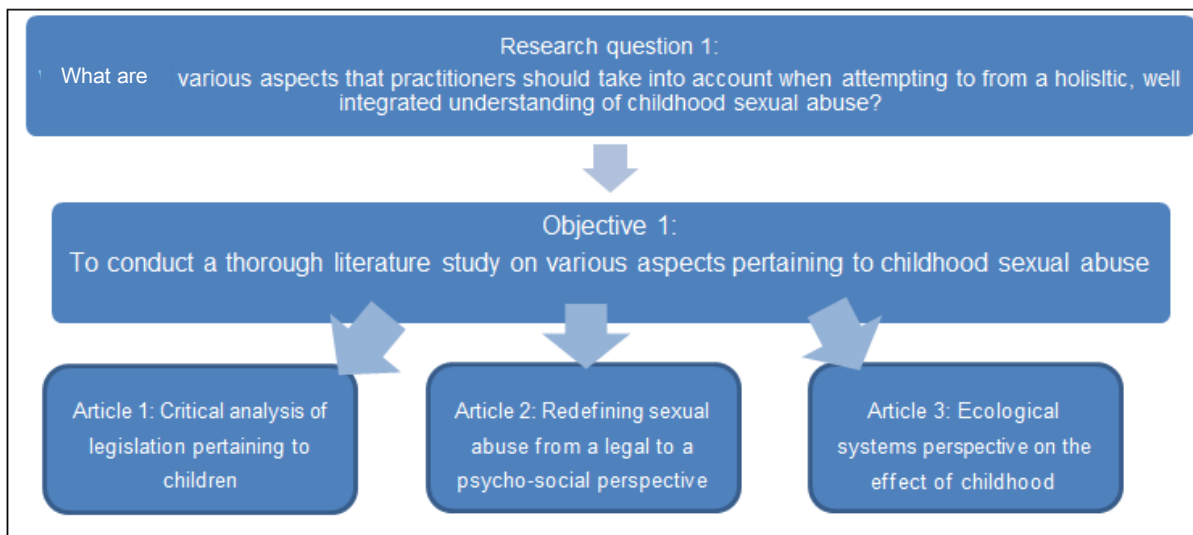 Research question 1:
What are various aspects that practitioners should take into account when attempting to from a holisltic, well
integrated understanding of childhood sexual abuse?
Objective 1:
To conduct a thorough literature study on various aspects pertaining to childhood sexual abuse
Article 1: Critical analysis of
legislation pertaining to
children
Article 2: Redefining sexual
abuse from a legal to a
psycho-social perspective
Article 3: Ecological
systems perspective on the
effect of childhood